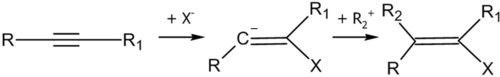 R R₁
+ X⁻
R₁
C⁻
R X
+ R₂⁺
R₂ R₁
R X